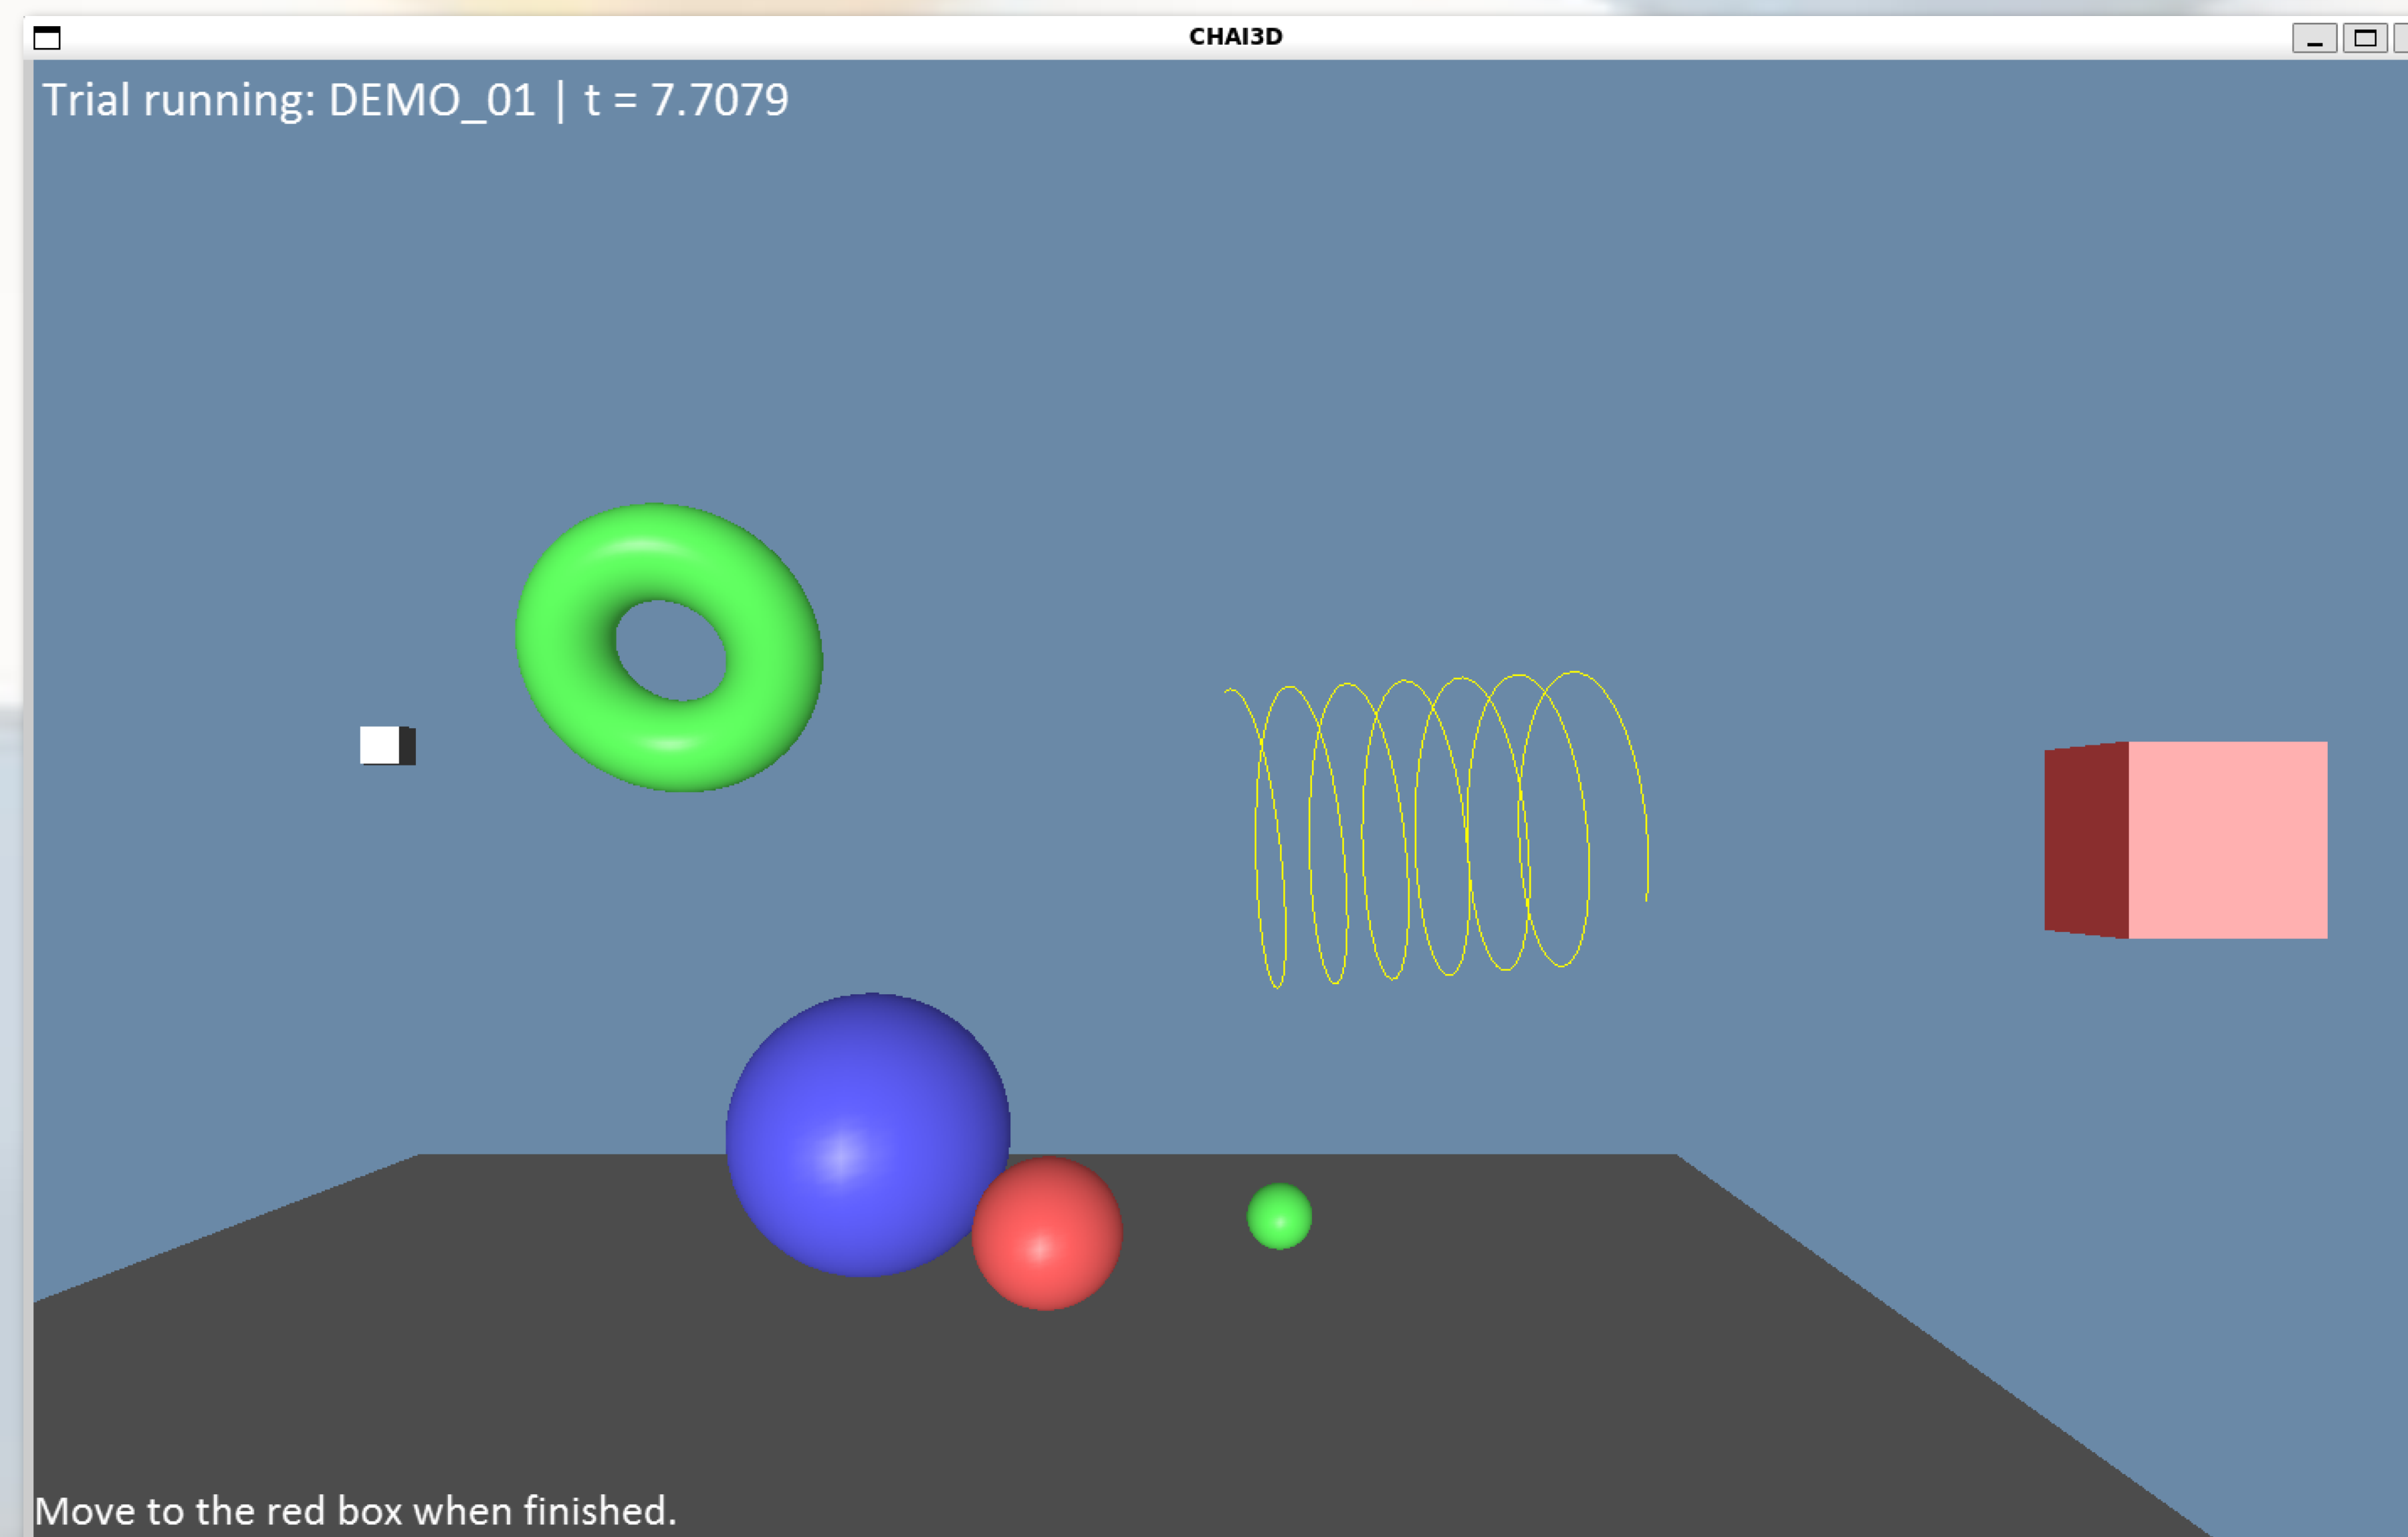 CHAI3D
Trial running: DEMO_01 | t = 7.7079
Move to the red box when finished.